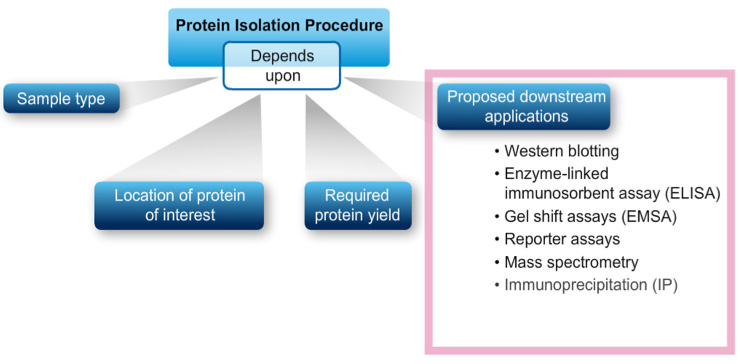 Protein Isolation Procedure
Depends
upon
Sample type
Location of protein
of interest
Required
protein yield
Proposed downstream
applications
• Western blotting
• Enzyme-linked
immunosorbent assay (ELISA)
• Gel shift assays (EMSA)
• Reporter assays
• Mass spectrometry
• Immunoprecipitation (IP)